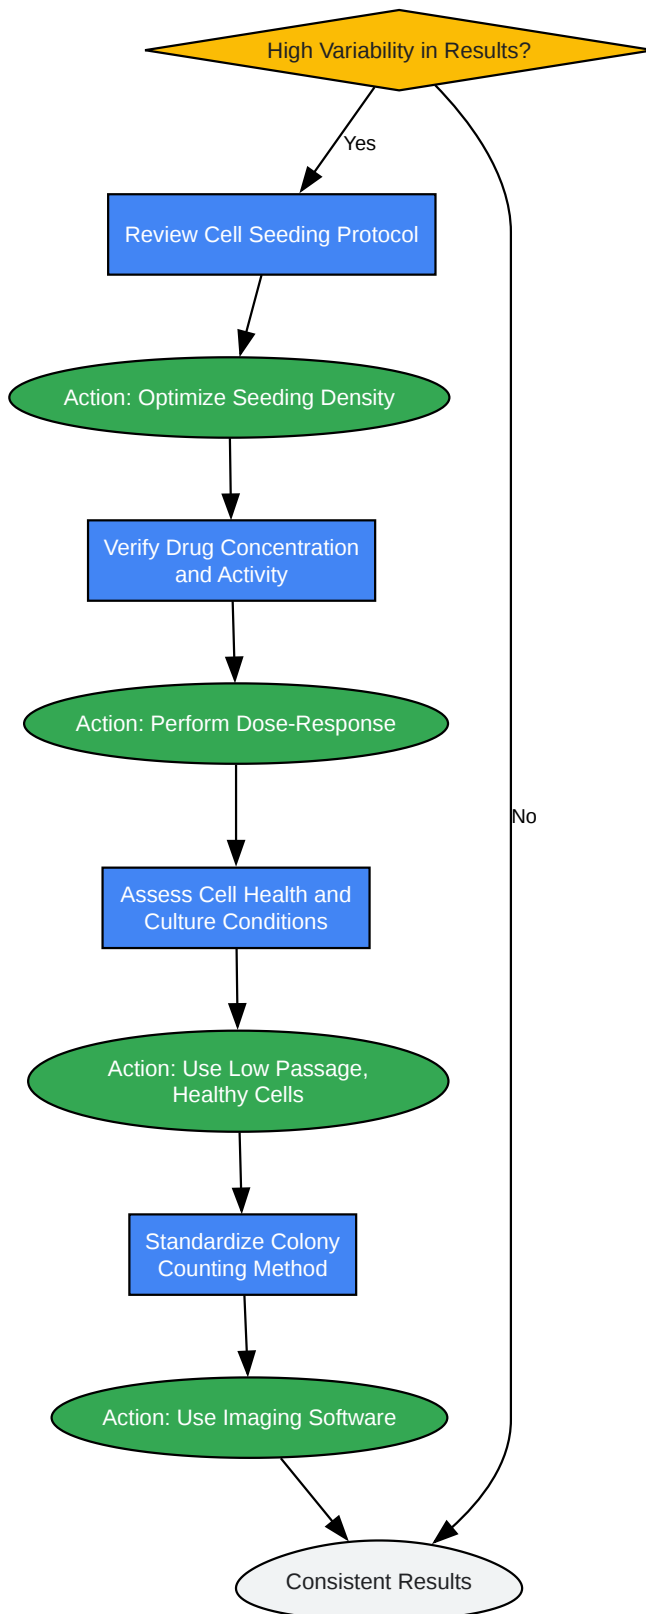 High Variability in Results?
Yes
Review Cell Seeding Protocol
Action: Optimize Seeding Density
Verify Drug Concentration
and Activity
Action: Perform Dose-Response
No
Assess Cell Health and
Culture Conditions
Action: Use Low Passage,
Healthy Cells
Standardize Colony
Counting Method
Action: Use Imaging Software
Consistent Results